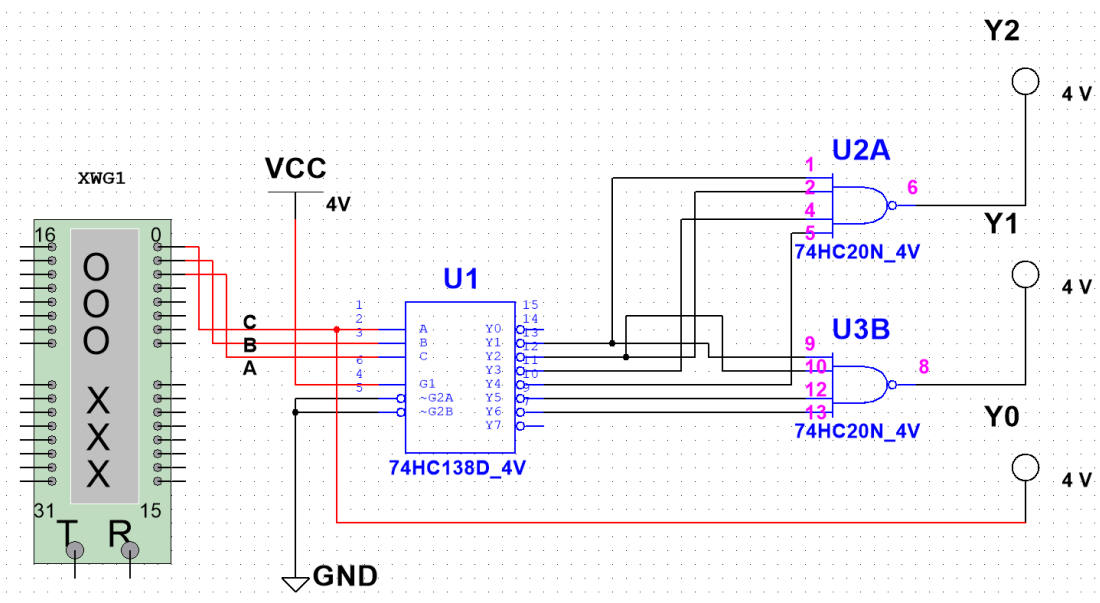 Y2
4 V
U2A
1
2
4
5
6
74HC20N_4V
XWG1
VCC
4V
Y1
4 V
16
0
O
O
O
X
X
X
31
15
T
R
C
B
A
U1
1
2
3
6
4
5
A
B
C
G1
~G2A
~G2B
Y0
Y1
Y2
Y3
Y4
Y5
Y6
Y7
15
14
13
12
11
10
9
7
74HC138D_4V
U3B
9
10
12
13
8
74HC20N_4V
Y0
4 V
GND